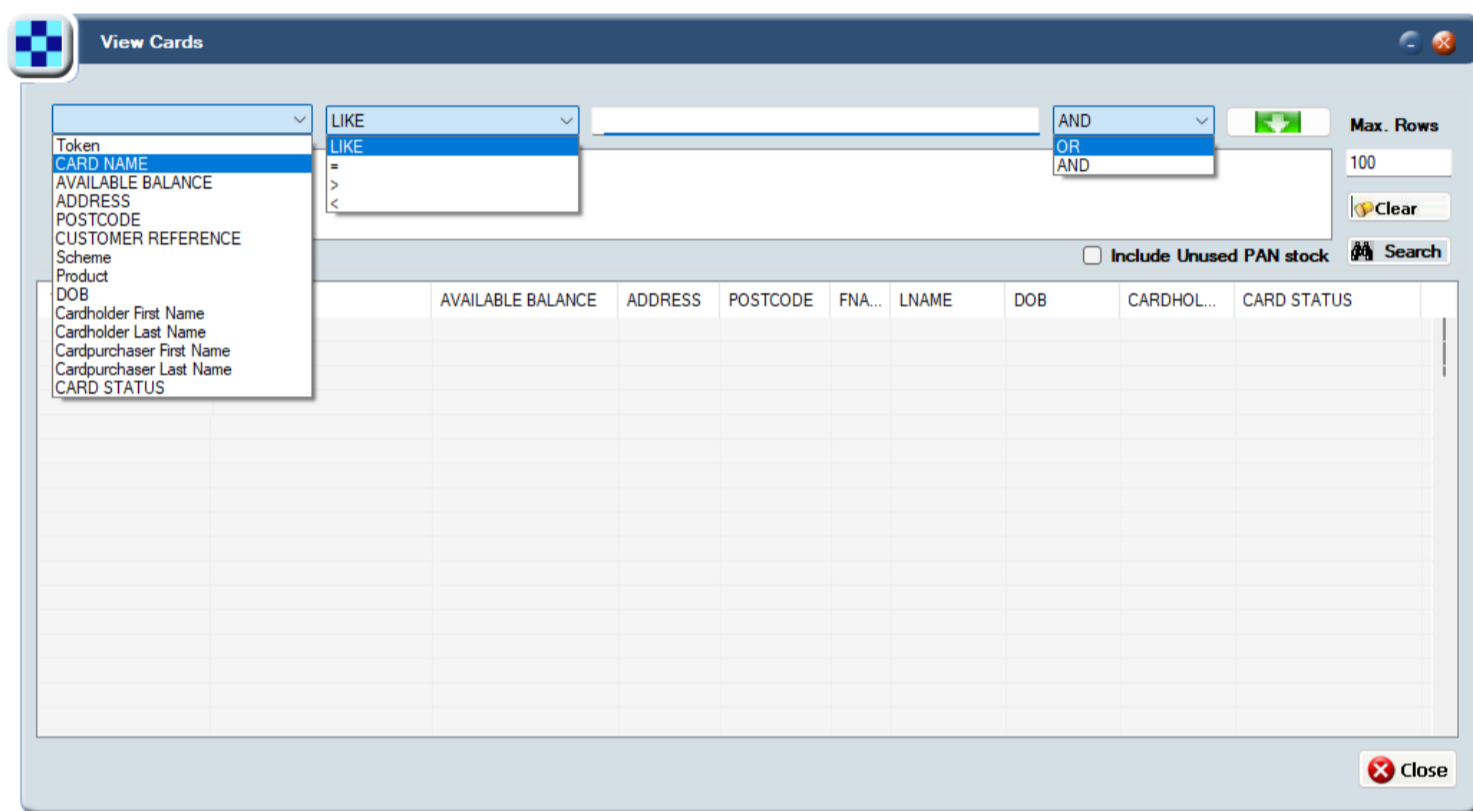 View Cards
LIKE AND Max. Rows
Token LIKE OR
CARD NAME = AND 100
AVAILABLE BALANCE >
ADDRESS < Clear
POSTCODE
CUSTOMER REFERENCE
Scheme Include Unused PAN stock Search
Product
DOB
Cardholder First Name
Cardholder Last Name
Cardpurchaser First Name
Cardpurchaser Last Name
CARD STATUS
AVAILABLE BALANCE ADDRESS POSTCODE FNA... LNAME DOB CARDHOL... CARD STATUS
Close